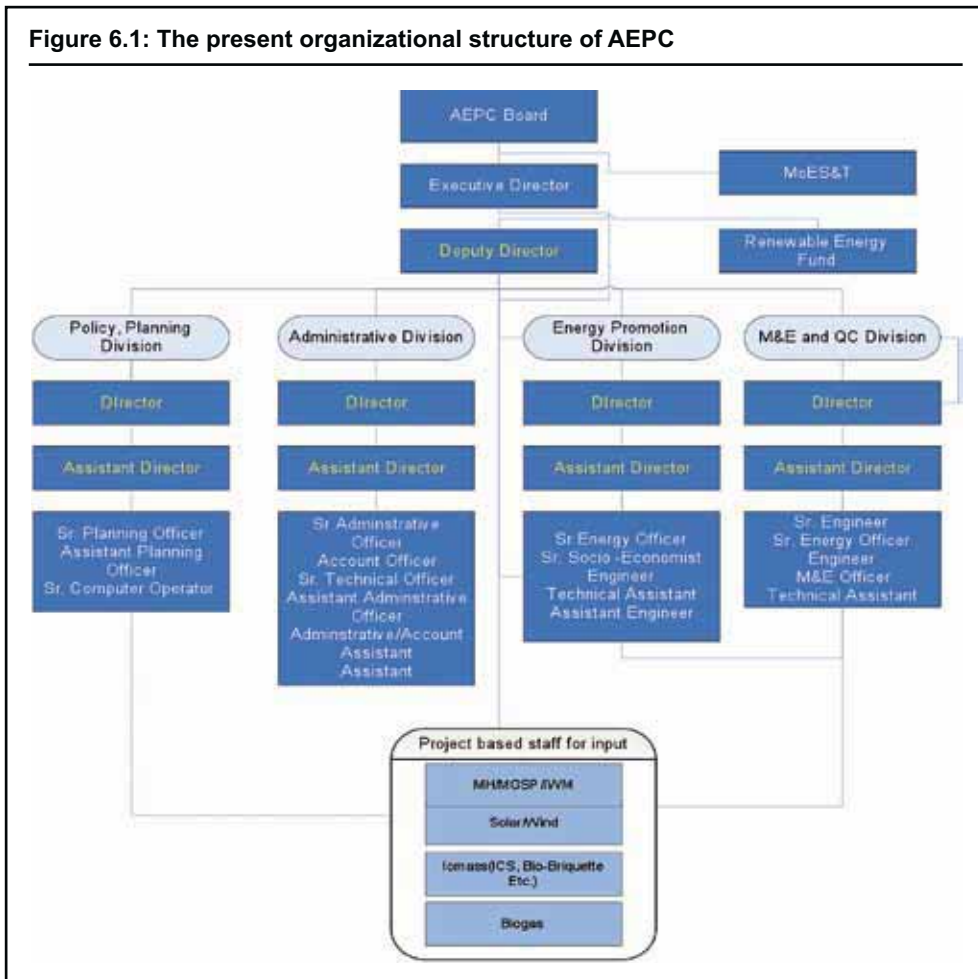 Figure 6.1: The present organizational structure of AEPC
AEPC Board
MoES&T
Executive Director
Deputy Director
Renewable Energy
Fund
Policy, Planning
Division
Administrative Division
Energy Promotion
Division
M&E and QC Division
Director
Director
Director
Director
Assistant Director
Assistant Director
Assistant Director
Assistant Director
Sr. Planning Officer
Assistant Planning
Officer
Sr. Computer Operator
Sr Adminstrative
Officer
Account Officer
Sr. Technical Officer
Assistant Adminstrative
Officer
Adminstrative/Account
Assistant
Assistant
Sr Energy Officer
Sr. Socio -Economist
Engineer
Technical Assistant
Assistant Engineer
Sr. Engineer
Sr. Energy Officer
Engineer
M&E Officer
Technical Assistant
Project based staff for input
MH/MGSP /IWM
Solar/Wind
Iomass(ICS, Bio-Briquette
Etc.)
Biogas